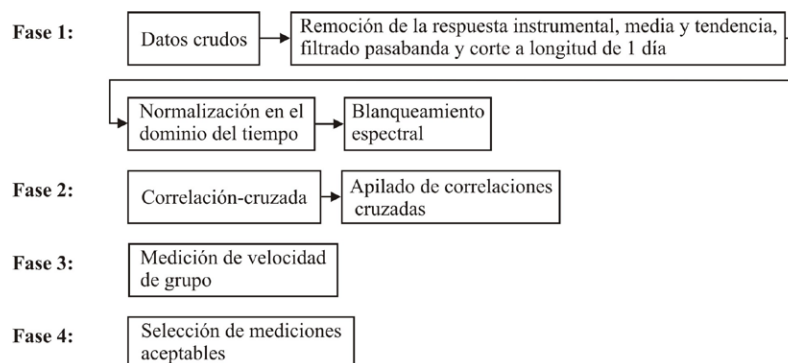 Fase 1:
Datos crudos
Remoción de la respuesta instrumental, media y tendencia,
filtrado pasabanda y corte a longitud de 1 día
Normalización en el
dominio del tiempo
Blanqueamiento
espectral
Fase 2:
Correlación-cruzada
Apilado de correlaciones
cruzadas
Fase 3:
Medición de velocidad
de grupo
Fase 4:
Selección de mediciones
aceptables